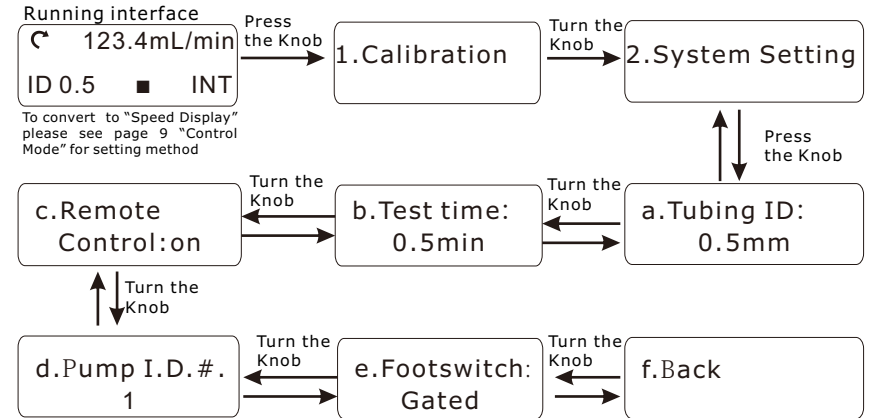 Running interface
123.4mL/min
ID 0.5 ■ INT
To convert to “Speed Display”
please see page 9 “Control
Mode” for setting method
Press
the Knob
1.Calibration
Turn the
Knob
2.System Setting
Press
the Knob
c.Remote
Control:on
Turn the
Knob
b.Test time:
0.5min
Turn the
Knob
a.Tubing ID:
0.5mm
Turn the
Knob
d.Pump I.D.#.
1
Turn the
Knob
e.Footswitch:
Gated
Turn the
Knob
f.Back